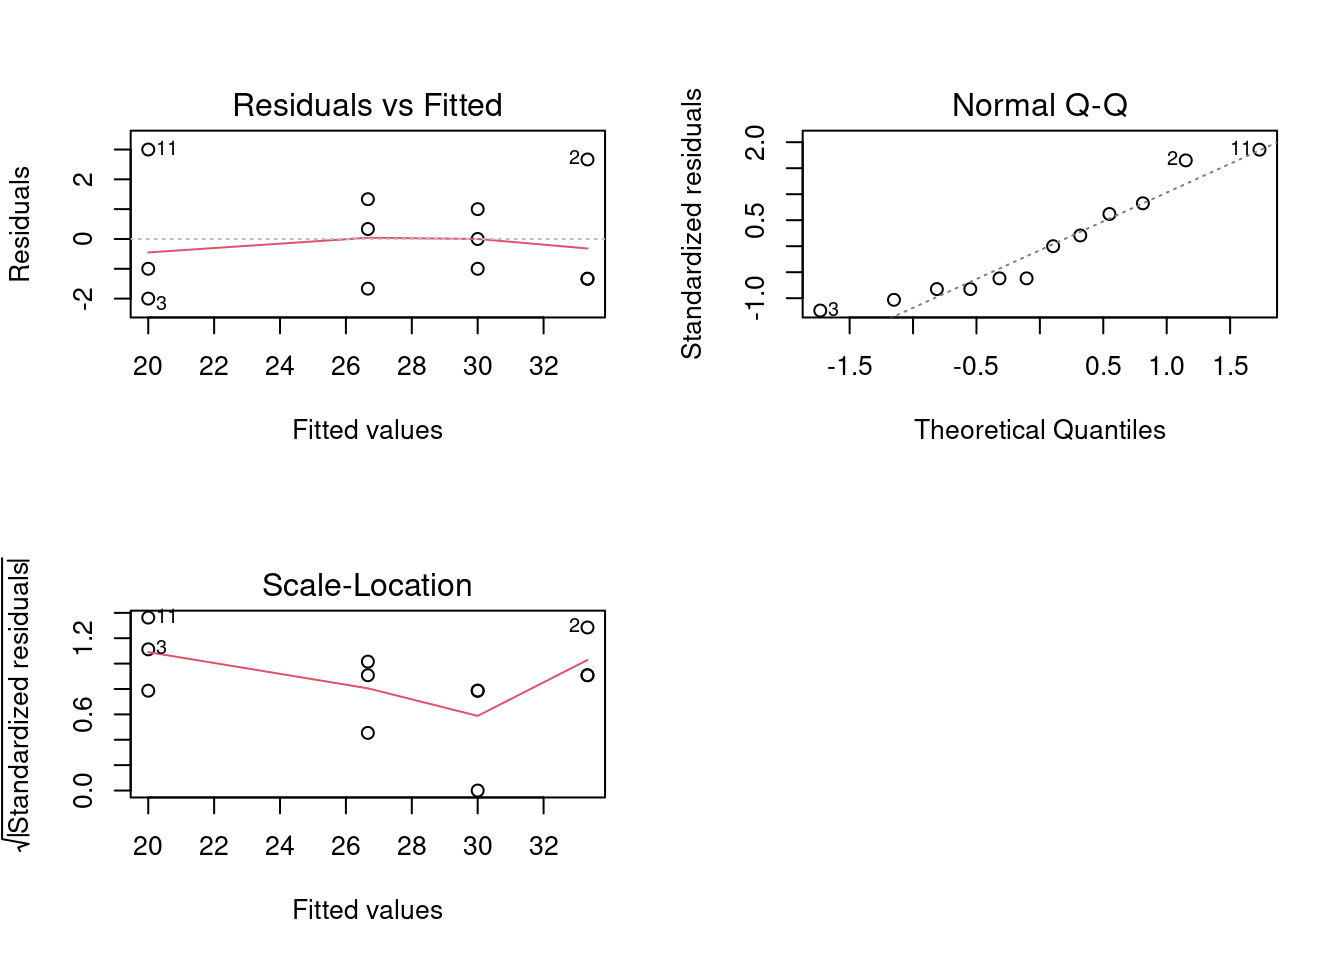 Residuals vs Fitted
Residuals
2
0
-2
11
2
3
20 22 24 26 28 30 32
Fitted values
Normal Q-Q
Standardized residuals
2.0
0.5
-1.0
2
11
3
-1.5 -0.5 0.5 1.0 1.5
Theoretical Quantiles
Scale-Location
√|Standardized residuals|
1.2
0.6
0.0
11
3
2
20 22 24 26 28 30 32
Fitted values